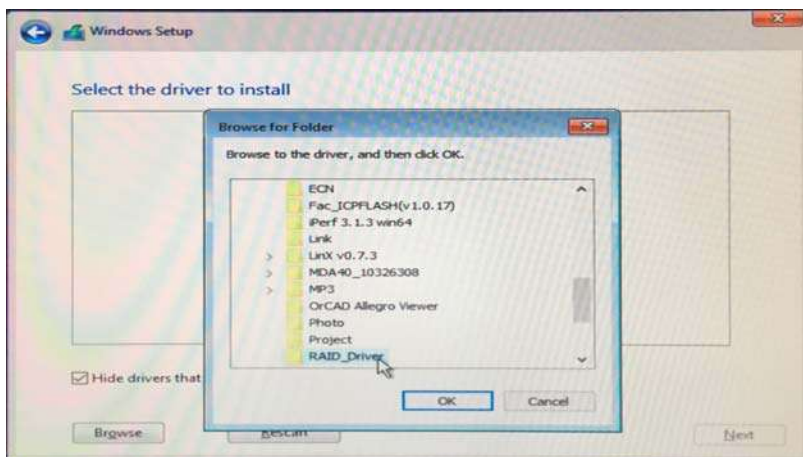 Windows Setup
Select the driver to install
Browse for Folder
Browse to the driver, and then click OK.
ECN
Fac_ICPFLASH(v1.0.17)
iPerf 3.1.3 win64
Link
LinX v0.7.3
MDA40_10326308
MP3
OrCAD Allegro Viewer
Photo
Project
RAID_Driver
Hide drivers that
OK
Cancel
Browse
Rescan
Next